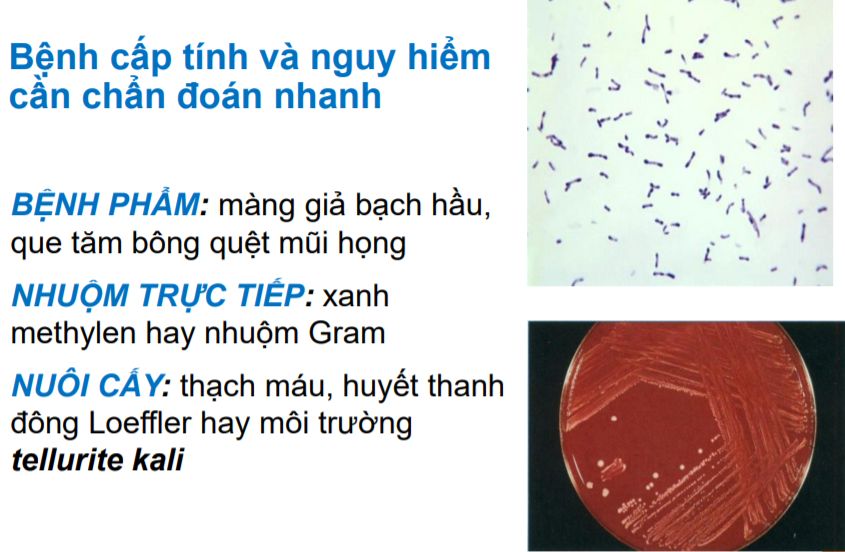 Bệnh cấp tính và nguy hiểm
cần chẩn đoán nhanh
BỆNH PHẨM: màng giả bạch hầu,
que tăm bông quệt mũi họng
NHUỘM TRỰC TIẾP: xanh
methylen hay nhuộm Gram
NUÔI CẤY: thạch máu, huyết thanh
đông Loeffler hay môi trường
tellurite kali